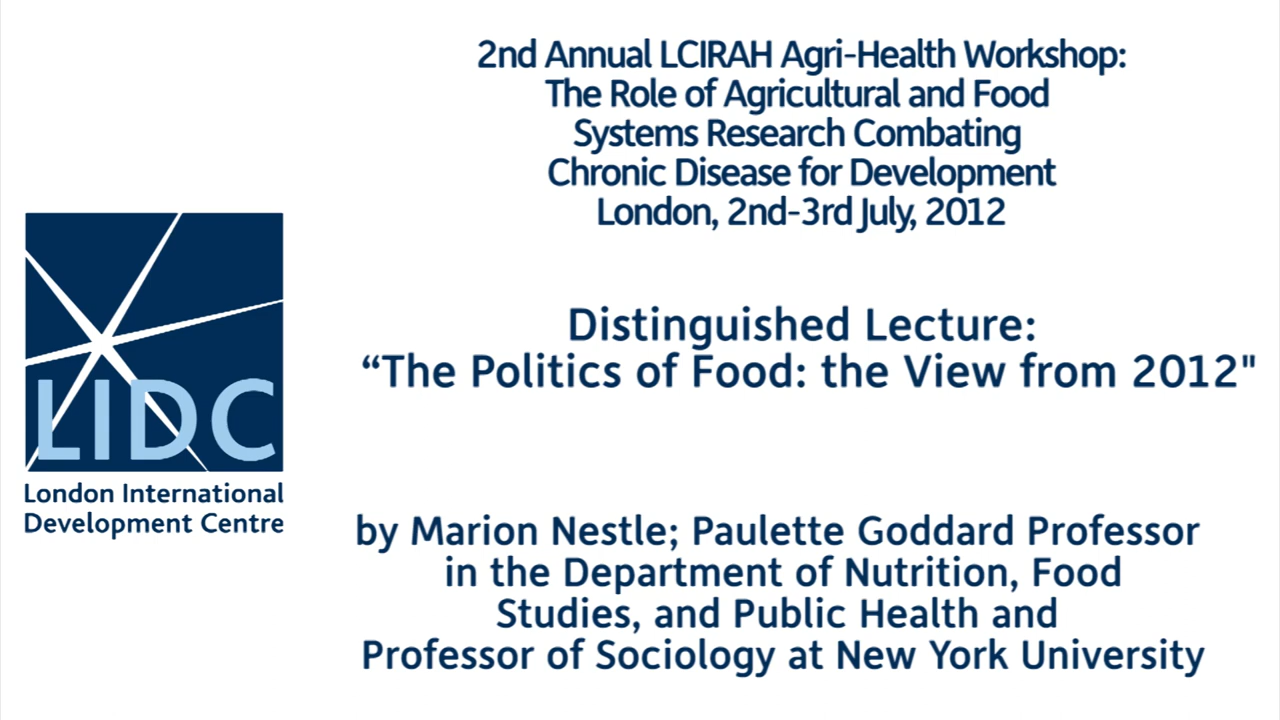 2nd Annual LCIRAH Agri-Health Workshop:
The Role of Agricultural and Food
Systems Research Combating
Chronic Disease for Development
London, 2nd-3rd July, 2012
Distinguished Lecture:
“The Politics of Food: the View from 2012"
LIDC
London International
Development Centre
by Marion Nestle; Paulette Goddard Professor
in the Department of Nutrition, Food
Studies, and Public Health and
Professor of Sociology at New York University